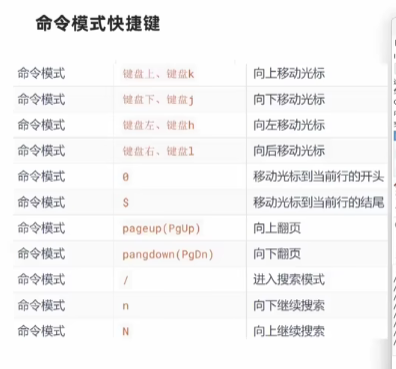 命令模式快捷键
命令模式 键盘上、键盘k 向上移动光标
命令模式 键盘下、键盘j 向下移动光标
命令模式 键盘左、键盘h 向左移动光标
命令模式 键盘右、键盘l 向后移动光标
命令模式 0 移动光标到当前行的开头
命令模式 $ 移动光标到当前行的结尾
命令模式 pageup(PgUp) 向上翻页
命令模式 pangdown(PgDn) 向下翻页
命令模式 / 进入搜索模式
命令模式 n 向下继续搜索
命令模式 N 向上继续搜索